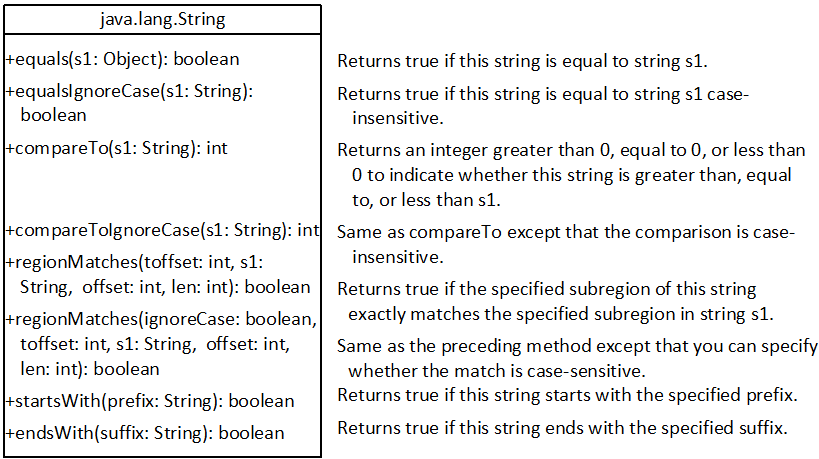 java.lang.String
+equals(s1: Object): boolean
Returns true if this string is equal to string s1.
+equalsIgnoreCase(s1: String):
boolean
Returns true if this string is equal to string s1 case-
insensitive.
+compareTo(s1: String): int
Returns an integer greater than 0, equal to 0, or less than
0 to indicate whether this string is greater than, equal
to, or less than s1.
+compareToIgnoreCase(s1: String): int
Same as compareTo except that the comparison is case-
insensitive.
+regionMatches(toffset: int, s1:
String, offset: int, len: int): boolean
Returns true if the specified subregion of this string
exactly matches the specified subregion in string s1.
+regionMatches(ignoreCase: boolean,
toffset: int, s1: String, offset: int,
len: int): boolean
Same as the preceding method except that you can specify
whether the match is case-sensitive.
+startsWith(prefix: String): boolean
Returns true if this string starts with the specified prefix.
+endsWith(suffix: String): boolean
Returns true if this string ends with the specified suffix.